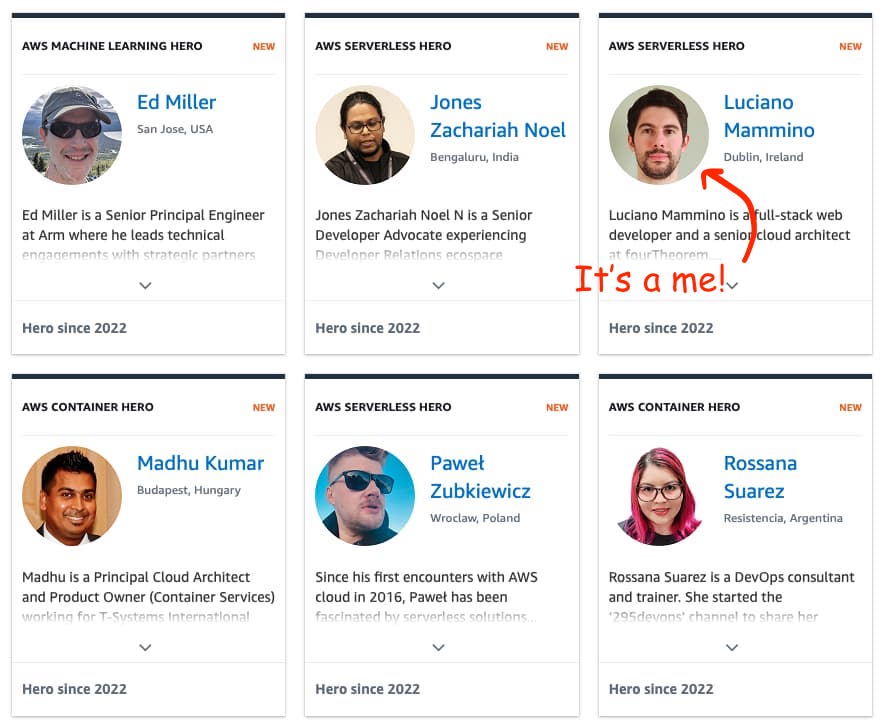 AWS MACHINE LEARNING HERO NEW
Ed Miller
San Jose, USA
Ed Miller is a Senior Principal Engineer
at Arm where he leads technical
engagements with strategic partners
Hero since 2022
AWS SERVERLESS HERO NEW
Jones
Zachariah Noel
Bengaluru, India
Jones Zachariah Noel N is a Senior
Developer Advocate experiencing
Developer Relations ecospace
Hero since 2022
AWS SERVERLESS HERO NEW
Luciano
Mammino
Dublin, Ireland
Luciano Mammino is a full-stack web
developer and a senior cloud architect
at fourTheorem...
It's a me!
Hero since 2022
AWS CONTAINER HERO NEW
Madhu Kumar
Budapest, Hungary
Madhu is a Principal Cloud Architect
and Product Owner (Container Services)
working for T-Systems International
Hero since 2022
AWS SERVERLESS HERO NEW
Paweł
Zubkiewicz
Wroclaw, Poland
Since his first encounters with AWS
cloud in 2016, Paweł has been
fascinated by serverless solutions...
Hero since 2022
AWS CONTAINER HERO NEW
Rossana
Suarez
Resistencia, Argentina
Rossana Suarez is a DevOps consultant
and trainer. She started the
'295devops' channel to share her
Hero since 2022